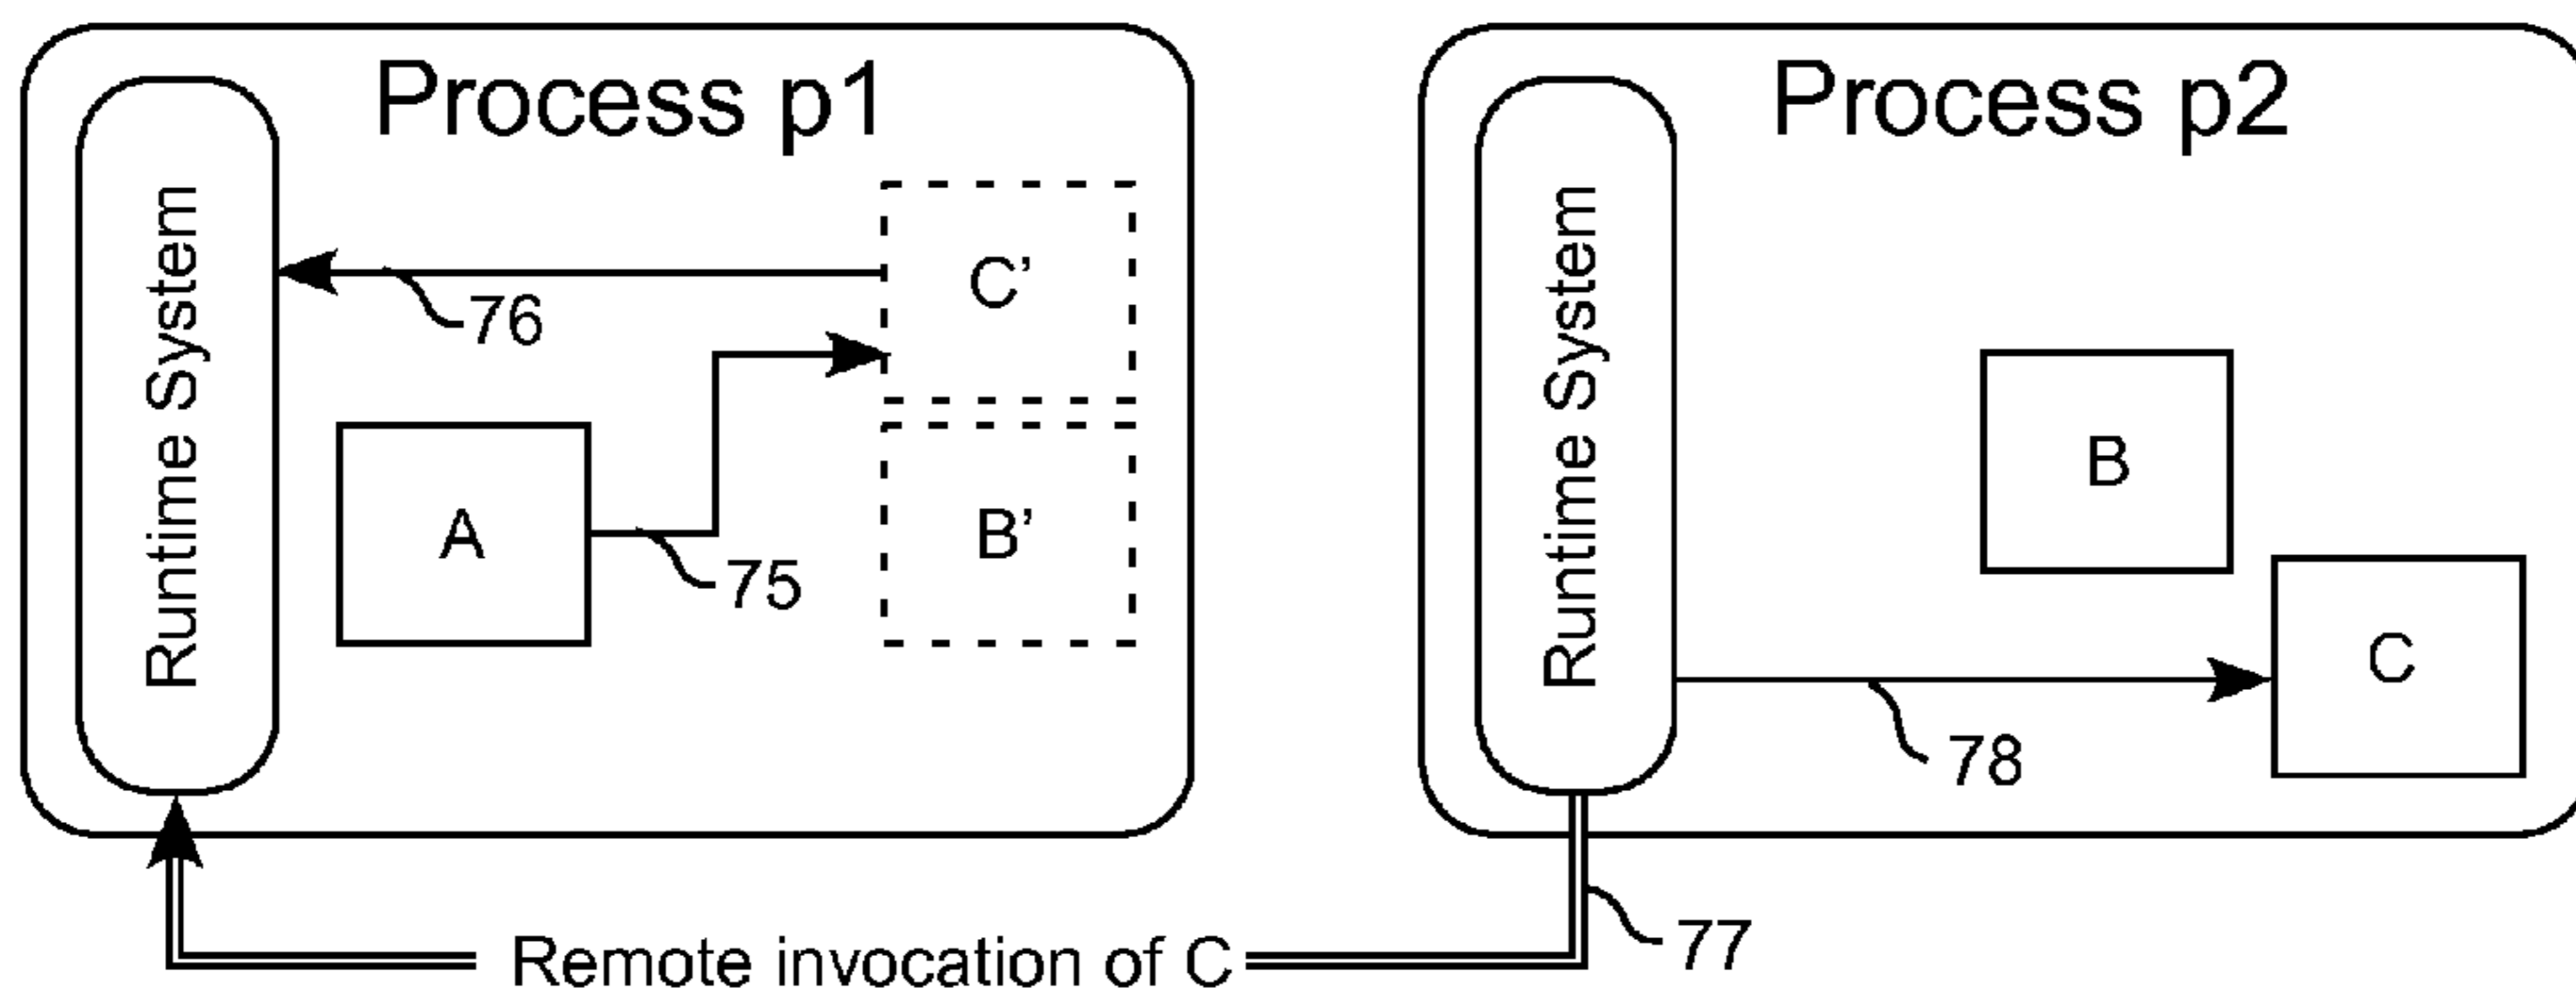 Process p1
Runtime System
C’
76
A
75
B’
Process p2
Runtime System
B
C
78
Remote invocation of C
77